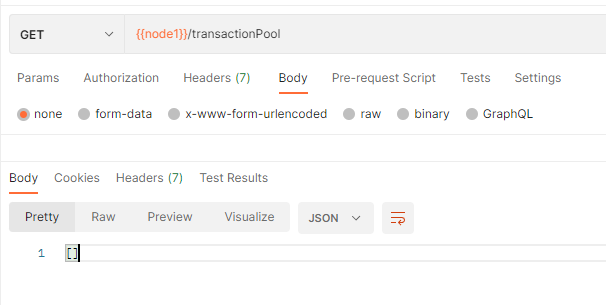 GET {{node1}}/transactionPool
Params Authorization Headers (7) Body Pre-request Script Tests Settings
none form-data x-www-form-urlencoded raw binary GraphQL
Body Cookies Headers (7) Test Results
Pretty Raw Preview Visualize JSON
1 []